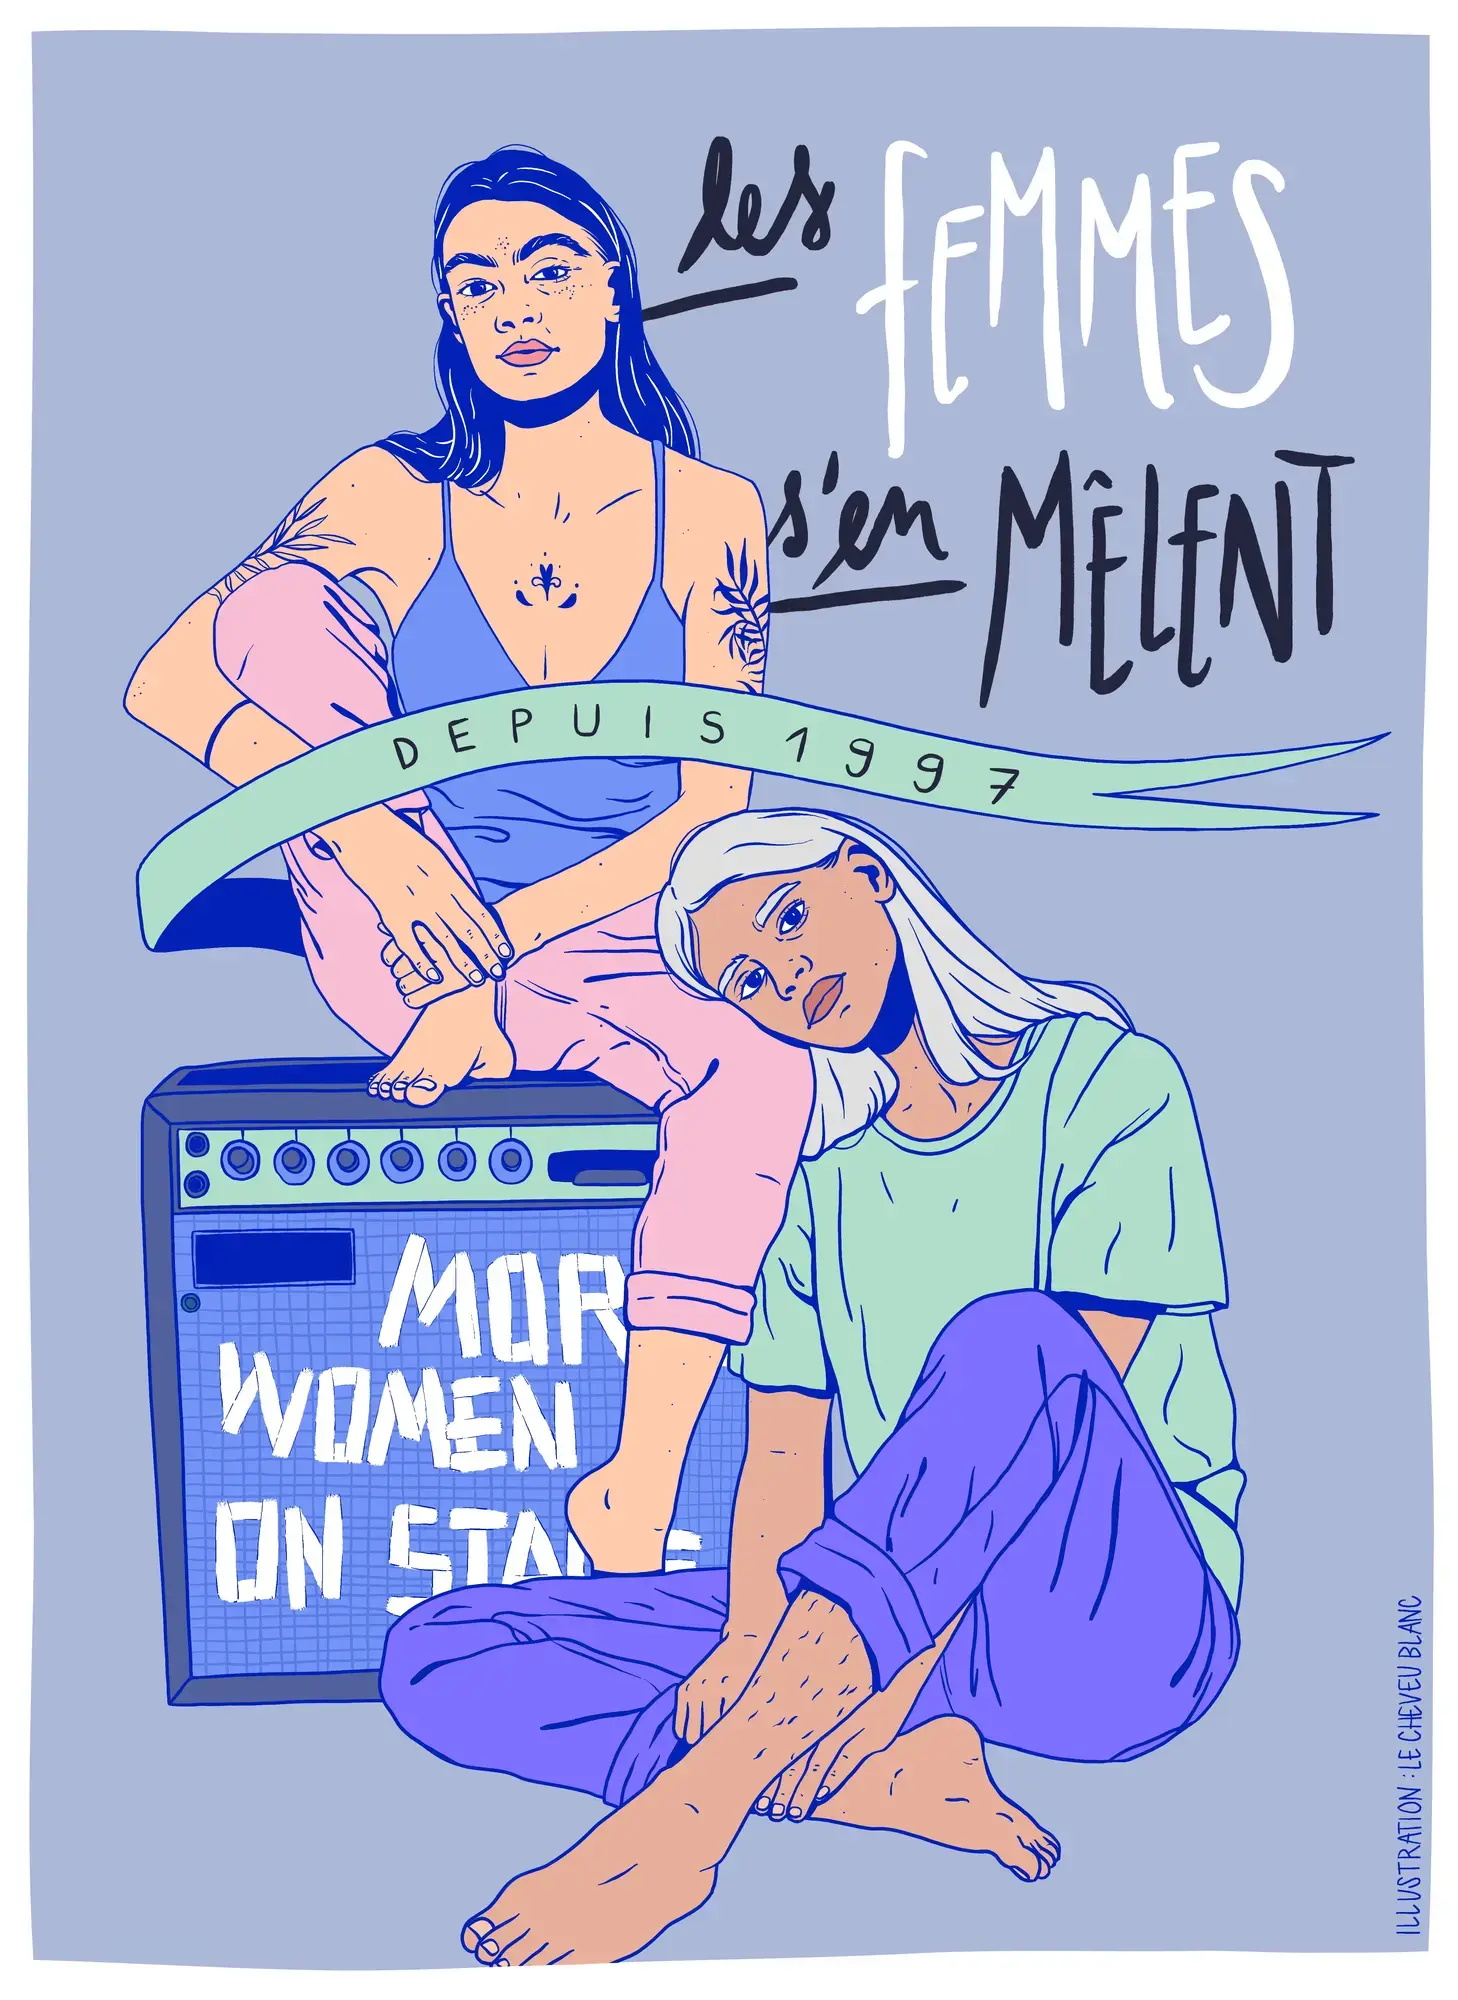 les FEMMES
s'en MÊLENT
DEPUIS 1997
MOR
WOMEN
ON STA E
ILLUSTRATION : LE CHEVEU BLANC